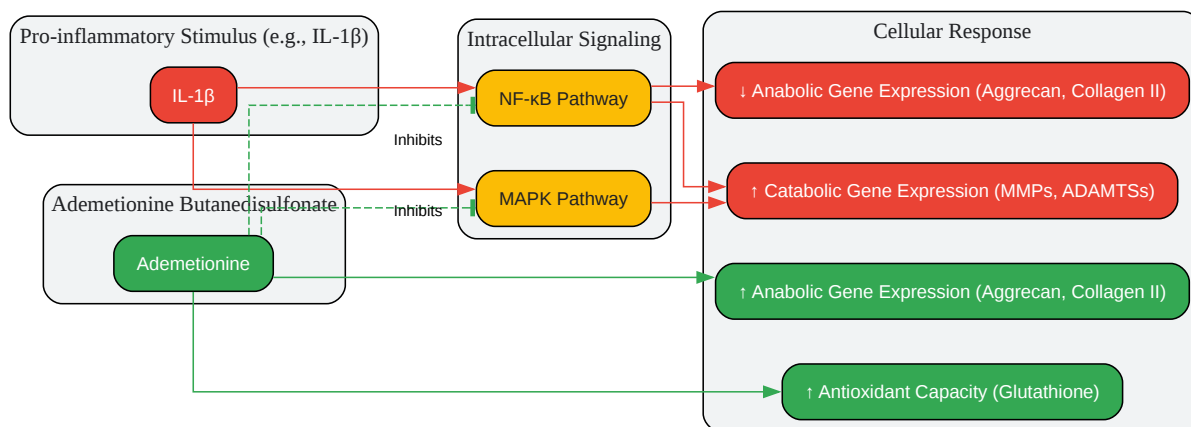 Pro-inflammatory Stimulus (e.g., IL-1β)
IL-1β
Ademetionine Butanedisulfonate
Ademetionine
Intracellular Signaling
NF-κB Pathway
Inhibits
MAPK Pathway
Inhibits
Cellular Response
↓ Anabolic Gene Expression (Aggrecan, Collagen II)
↑ Catabolic Gene Expression (MMPs, ADAMTSs)
↑ Anabolic Gene Expression (Aggrecan, Collagen II)
↑ Antioxidant Capacity (Glutathione)